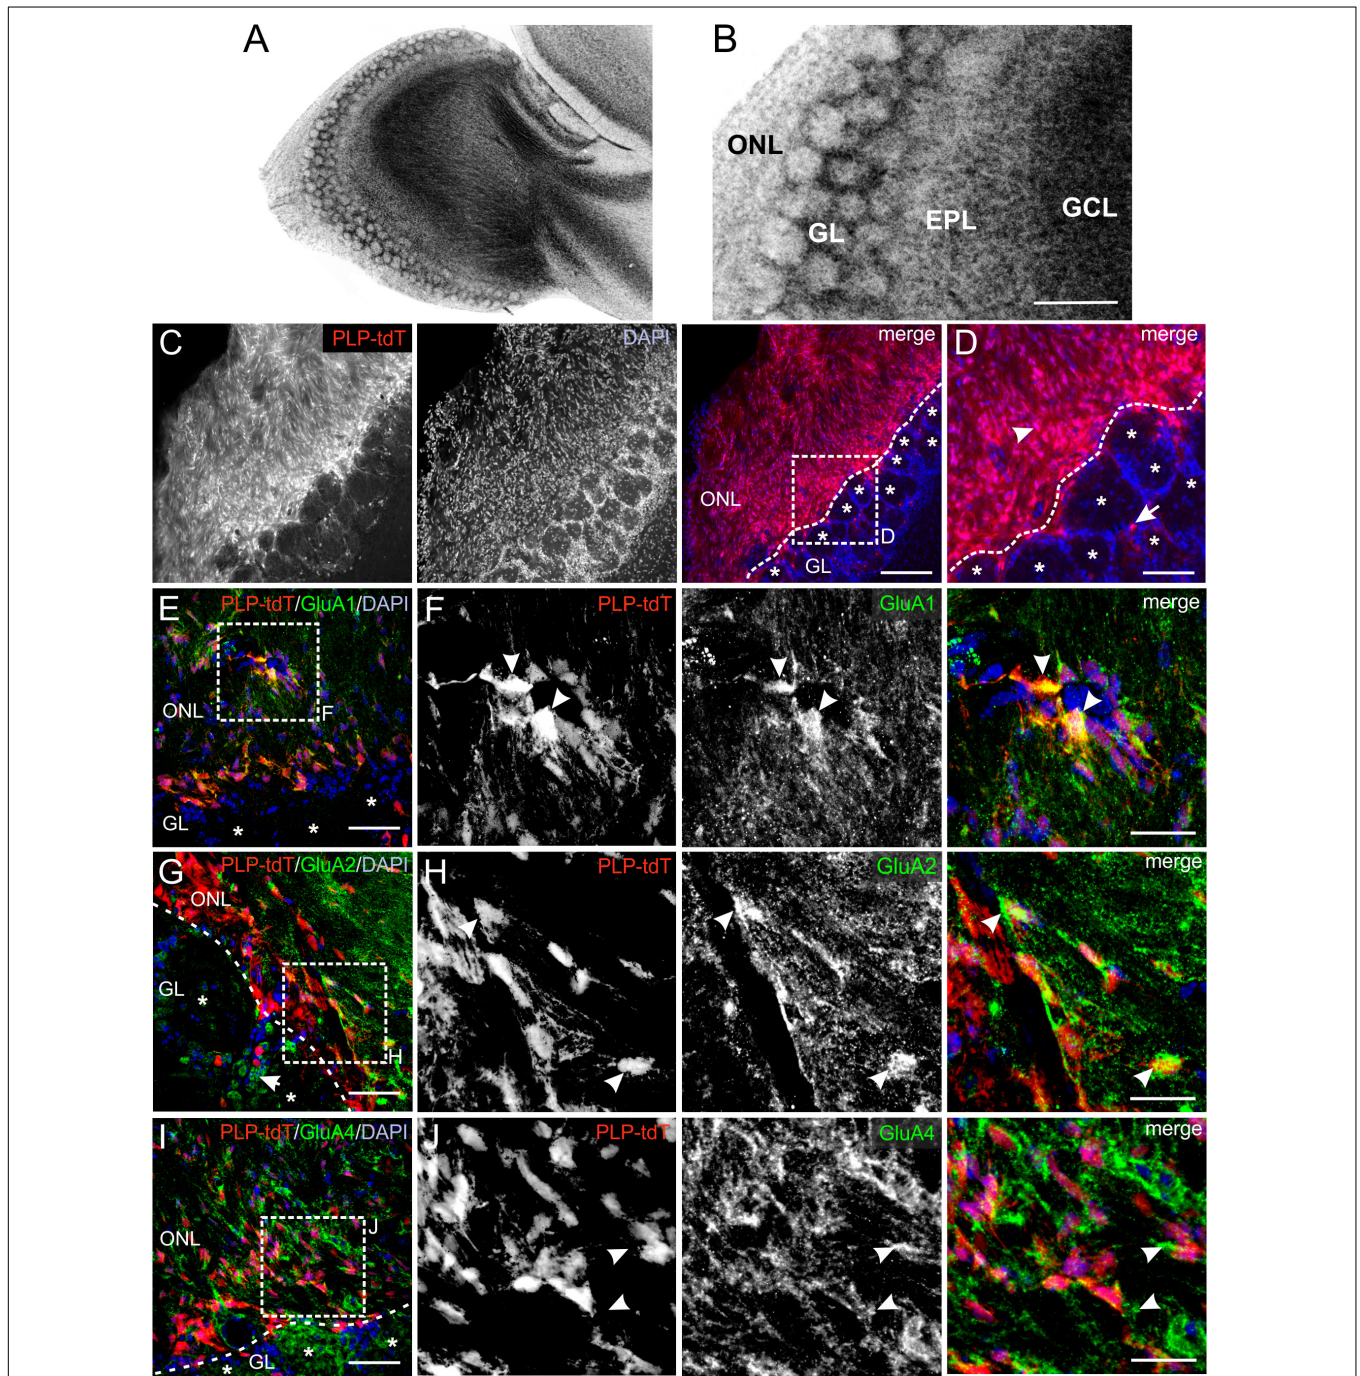 A
B
ONL
GL
EPL
GCL
C
PLP-tdT
DAPI
merge
ONL
GL
D
D
merge
*
E
PLP-tdT/GluA1/DAPI
ONL
F
GL
* * *
F
PLP-tdT
GluA1
merge
G
PLP-tdT/GluA2/DAPI
ONL
GL
*
H
*
H
PLP-tdT
GluA2
merge
I
PLP-tdT/GluA4/DAPI
J
ONL
GL
* * *
J
PLP-tdT
GluA4
merge